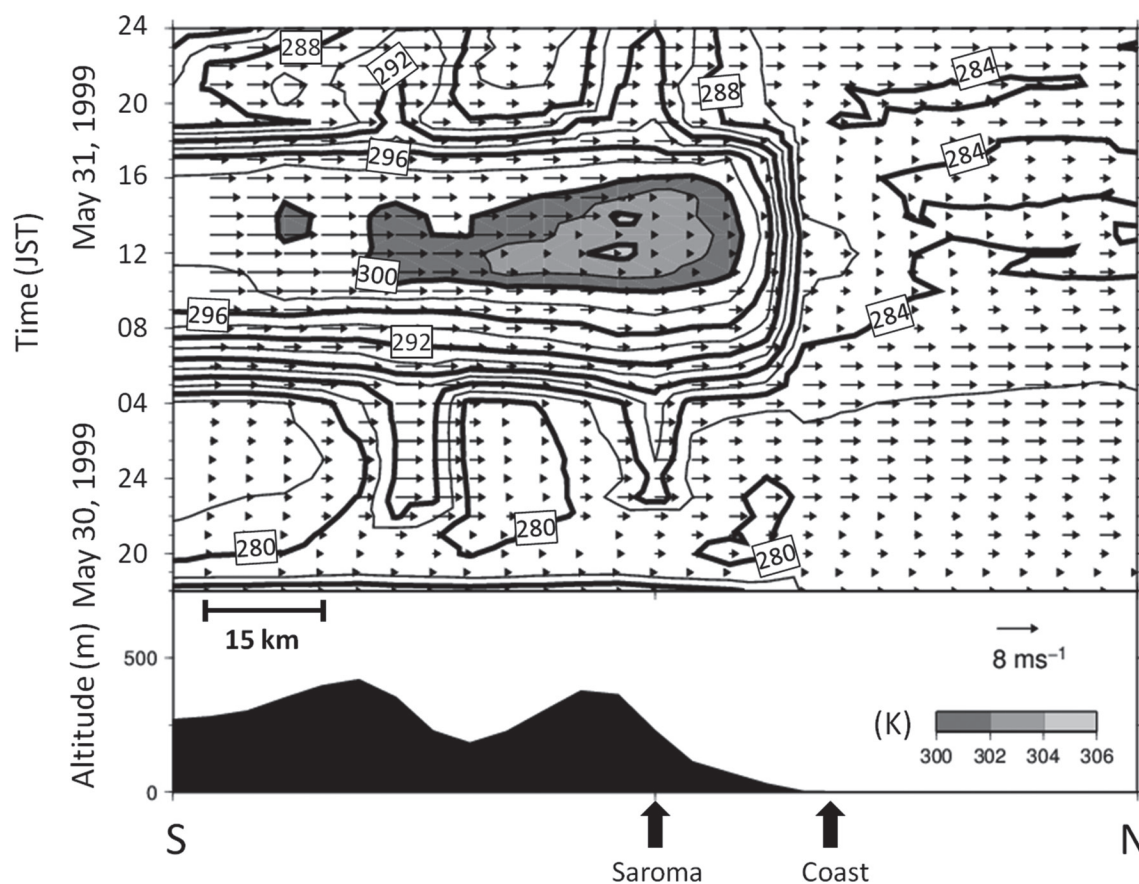 24
288
292
288
284
20
May 31, 1999
284
296
16
Time (JST)
12
300
296
08
284
292
04
May 30, 1999
24
280
280
280
20
15 km
Altitude (m)
500
8 ms⁻¹
(K)
300 302 304 306
0
S
N
Saroma
Coast